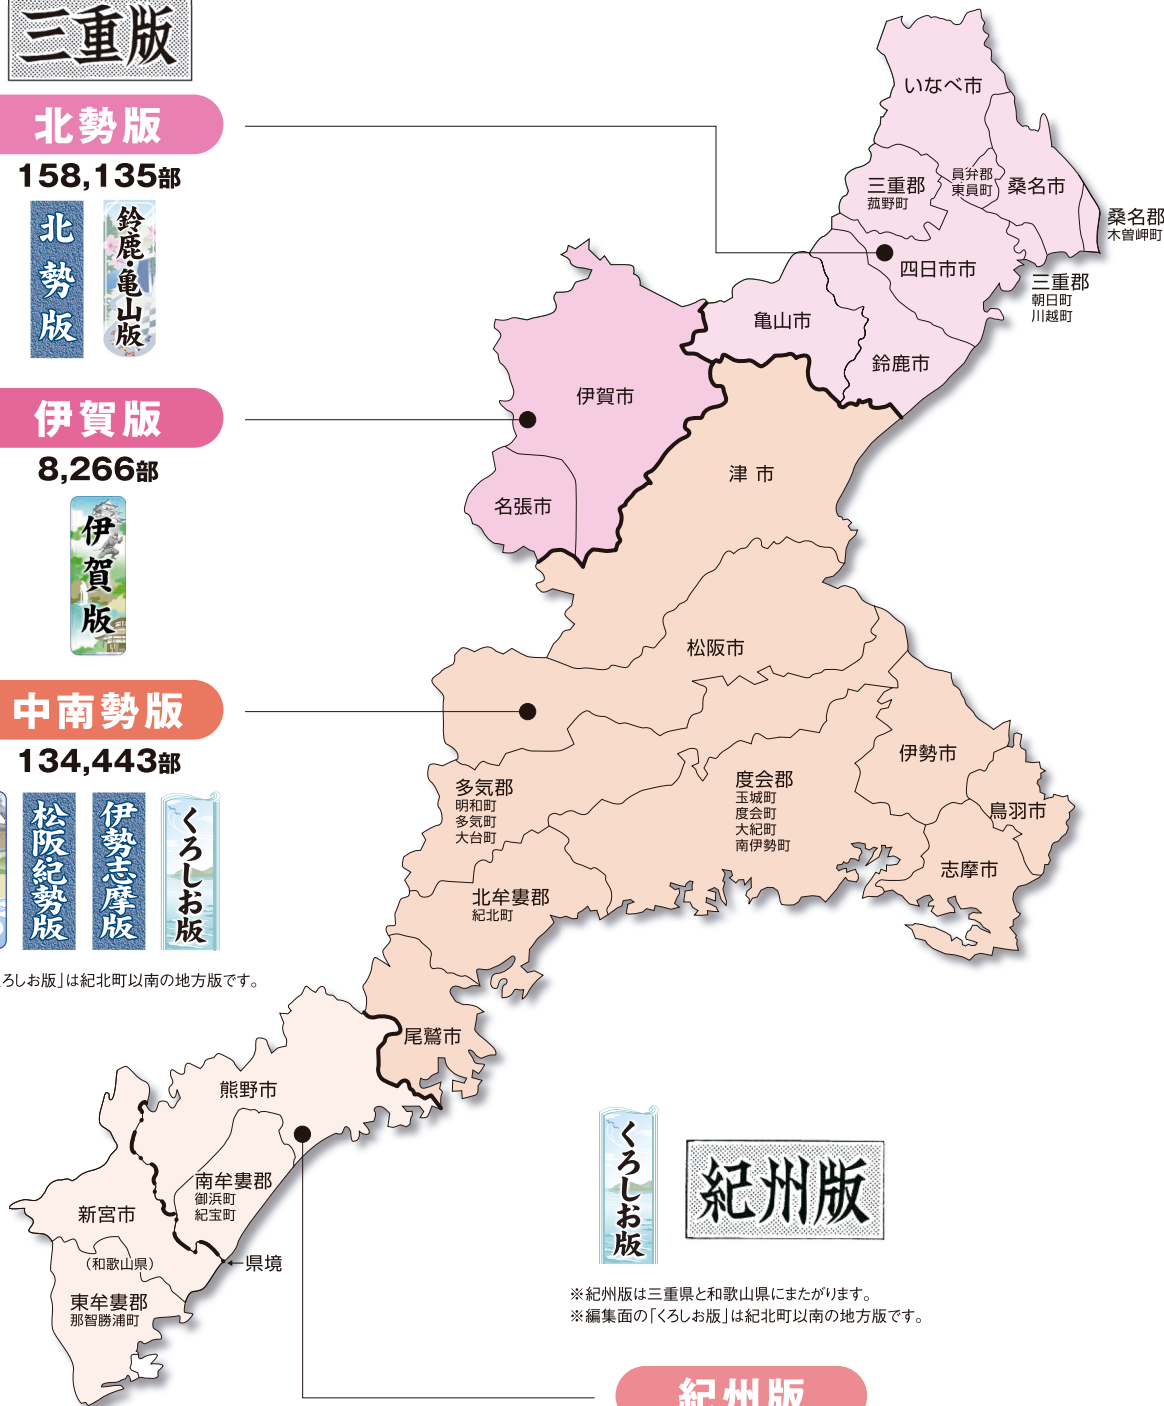 三重版
北勢版
158,135部
北勢版
鈴鹿・亀山版
伊賀版
8,266部
伊賀版
中南勢版
134,443部
松阪・紀勢版
伊勢志摩版
くろしお版
ろしお版」は紀北町以南の地方版です。
いなべ市
三重郡
菰野町
員弁郡
東員町
桑名市
桑名郡
木曽岬町
四日市市
三重郡
朝日町
川越町
亀山市
鈴鹿市
伊賀市
名張市
津 市
松阪市
多気郡
明和町
多気町
大台町
度会郡
玉城町
度会町
大紀町
南伊勢町
伊勢市
鳥羽市
志摩市
北牟婁郡
紀北町
尾鷲市
熊野市
南牟婁郡
御浜町
紀宝町
新宮市
（和歌山県）
県境
東牟婁郡
那智勝浦町
くろしお版
紀州版
※紀州版は三重県と和歌山県にまたがります。
※編集面の「くろしお版」は紀北町以南の地方版です。
紀州版